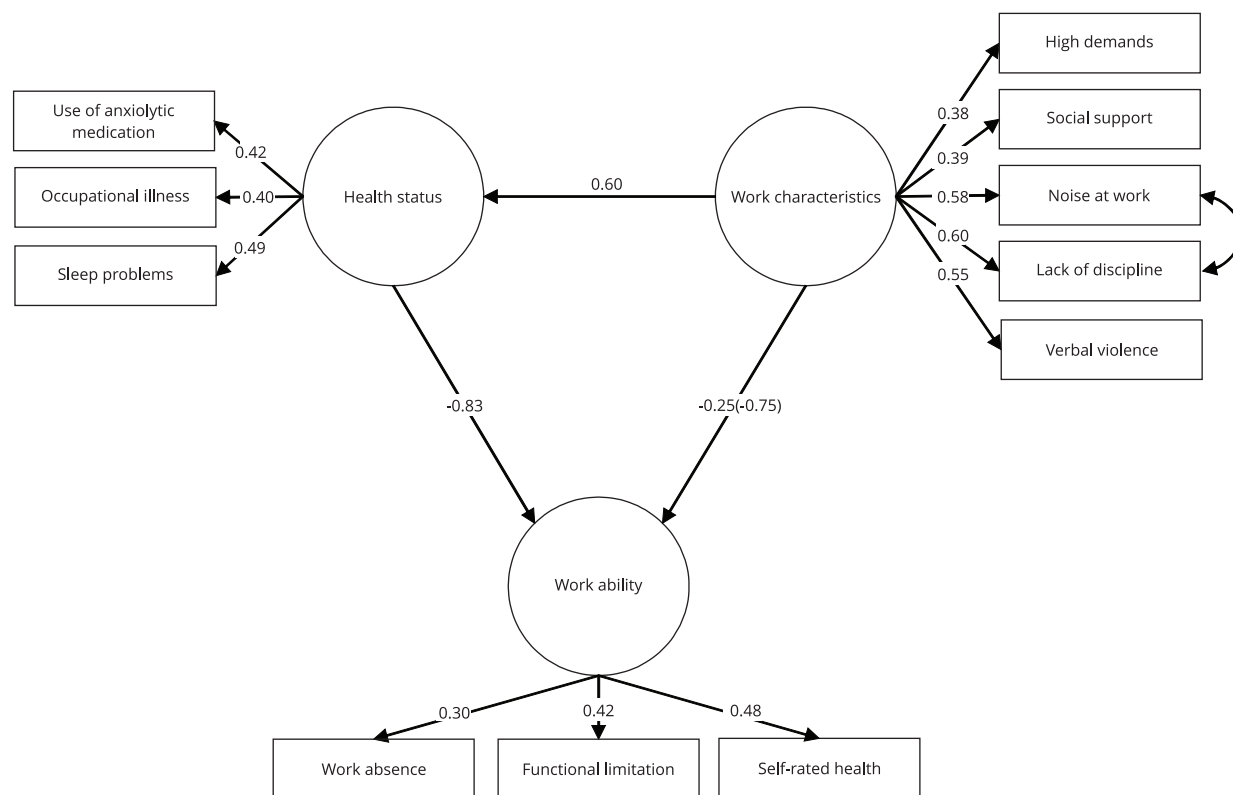 High demands
Use of anxiolytic
medication
0.38
Social support
0.42
0.39
0.60
Occupational illness
0.40
Health status
Work characteristics
0.58
Noise at work
0.49
0.60
Sleep problems
0.55
Lack of discipline
Verbal violence
-0.83
-0.25(-0.75)
Work ability
0.30
0.42
0.48
Work absence
Functional limitation
Self-rated health